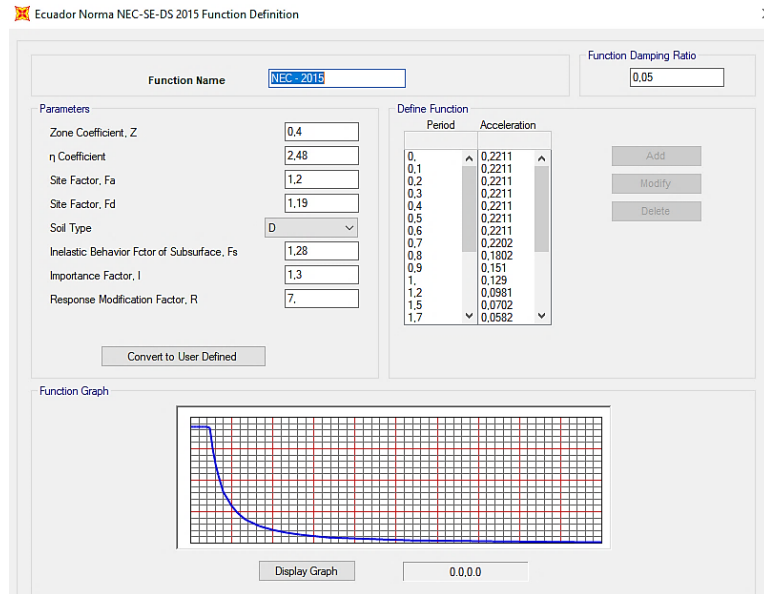 Ecuador Norma NEC-SE-DS 2015 Function Definition
Function Damping Ratio
Function Name NEC - 2015 0,05
Parameters
Zone Coefficient, Z 0,4
η Coefficient 2,48
Site Factor, Fa 1,2
Site Factor, Fd 1,19
Soil Type D
Inelastic Behavior Fctor of Subsurface, Fs 1,28
Importance Factor, I 1,3
Response Modification Factor, R 7,
Convert to User Defined
Define Function
Period Acceleration
0, 0,2211
0,1 0,2211
0,2 0,2211
0,3 0,2211
0,4 0,2211
0,5 0,2211
0,6 0,2211
0,7 0,2202
0,8 0,1802
0,9 0,151
1, 0,129
1,2 0,0981
1,5 0,0702
1,7 0,0582
Add
Modify
Delete
Function Graph
Display Graph 0.0,0.0